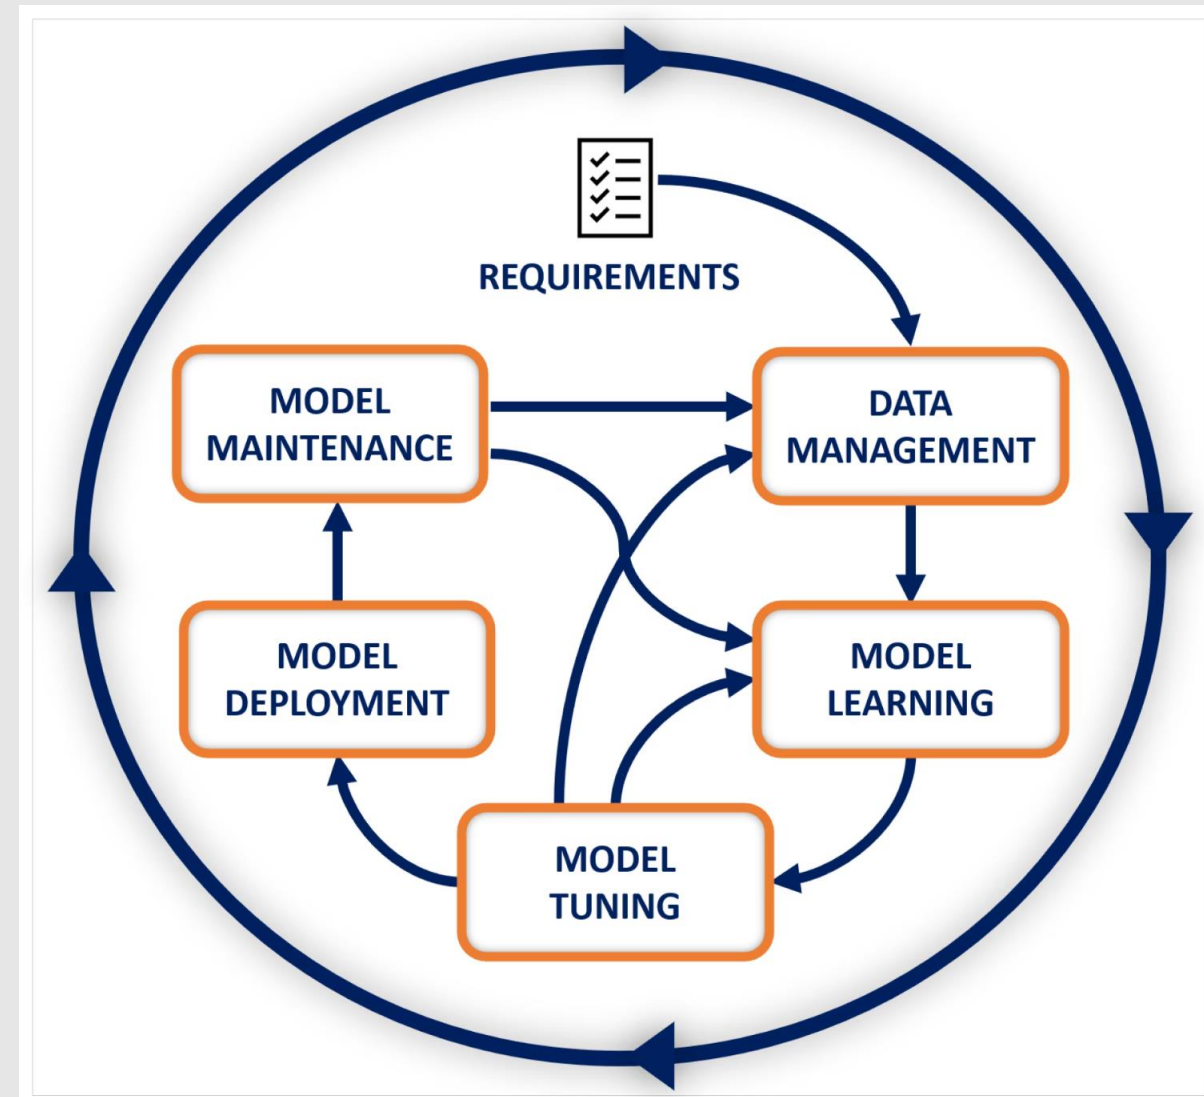 REQUIREMENTS
MODEL
MAINTENANCE
DATA
MANAGEMENT
MODEL
DEPLOYMENT
MODEL
LEARNING
MODEL
TUNING